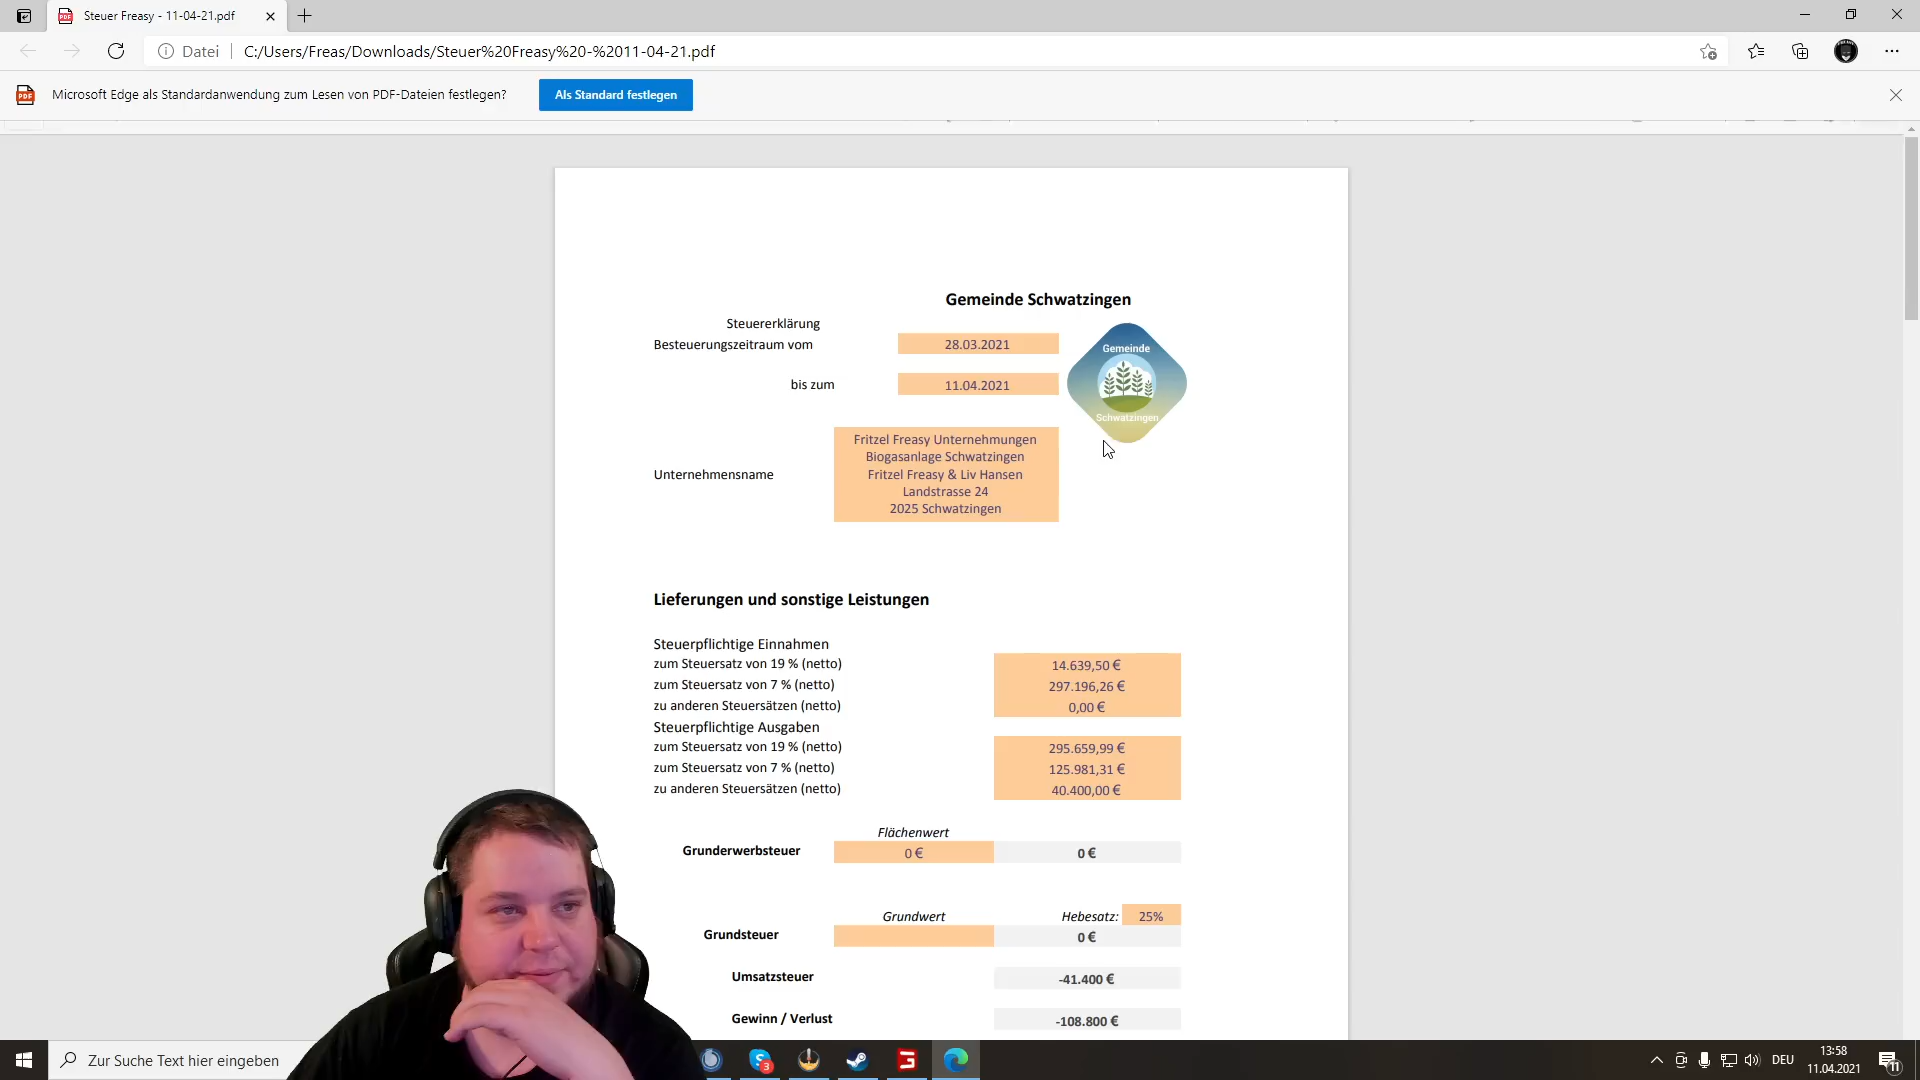 Steuer Freasy - 11-04-21.pdf
Datei
C:/Users/Freas/Downloads/Steuer%20Freasy%20-%2011-04-21.pdf
PDF
Microsoft Edge als Standardanwendung zum Lesen von PDF-Dateien festlegen?
Als Standard festlegen
Gemeinde Schwatzingen
Steuererklärung
Besteuerungszeitraum vom
28.03.2021
bis zum
11.04.2021
Gemeinde
Schwatzingen
Unternehmensname
Fritzel Freasy Unternehmungen
Biogasanlage Schwatzingen
Fritzel Freasy & Liv Hansen
Landstrasse 24
2025 Schwatzingen
Lieferungen und sonstige Leistungen
Steuerpflichtige Einnahmen
zum Steuersatz von 19 % (netto) 14.639,50 €
zum Steuersatz von 7 % (netto) 297.196,26 €
zu anderen Steuersätzen (netto) 0,00 €
Steuerpflichtige Ausgaben
zum Steuersatz von 19 % (netto) 295.659,99 €
zum Steuersatz von 7 % (netto) 125.981,31 €
zu anderen Steuersätzen (netto) 40.400,00 €
Flächenwert
Grunderwerbsteuer 0 € 0 €
Grundwert Hebesatz: 25%
Grundsteuer 0 €
Umsatzsteuer -41.400 €
Gewinn / Verlust -108.800 €
Zur Suche Text hier eingeben
3
DEU
13:58
11.04.2021
11